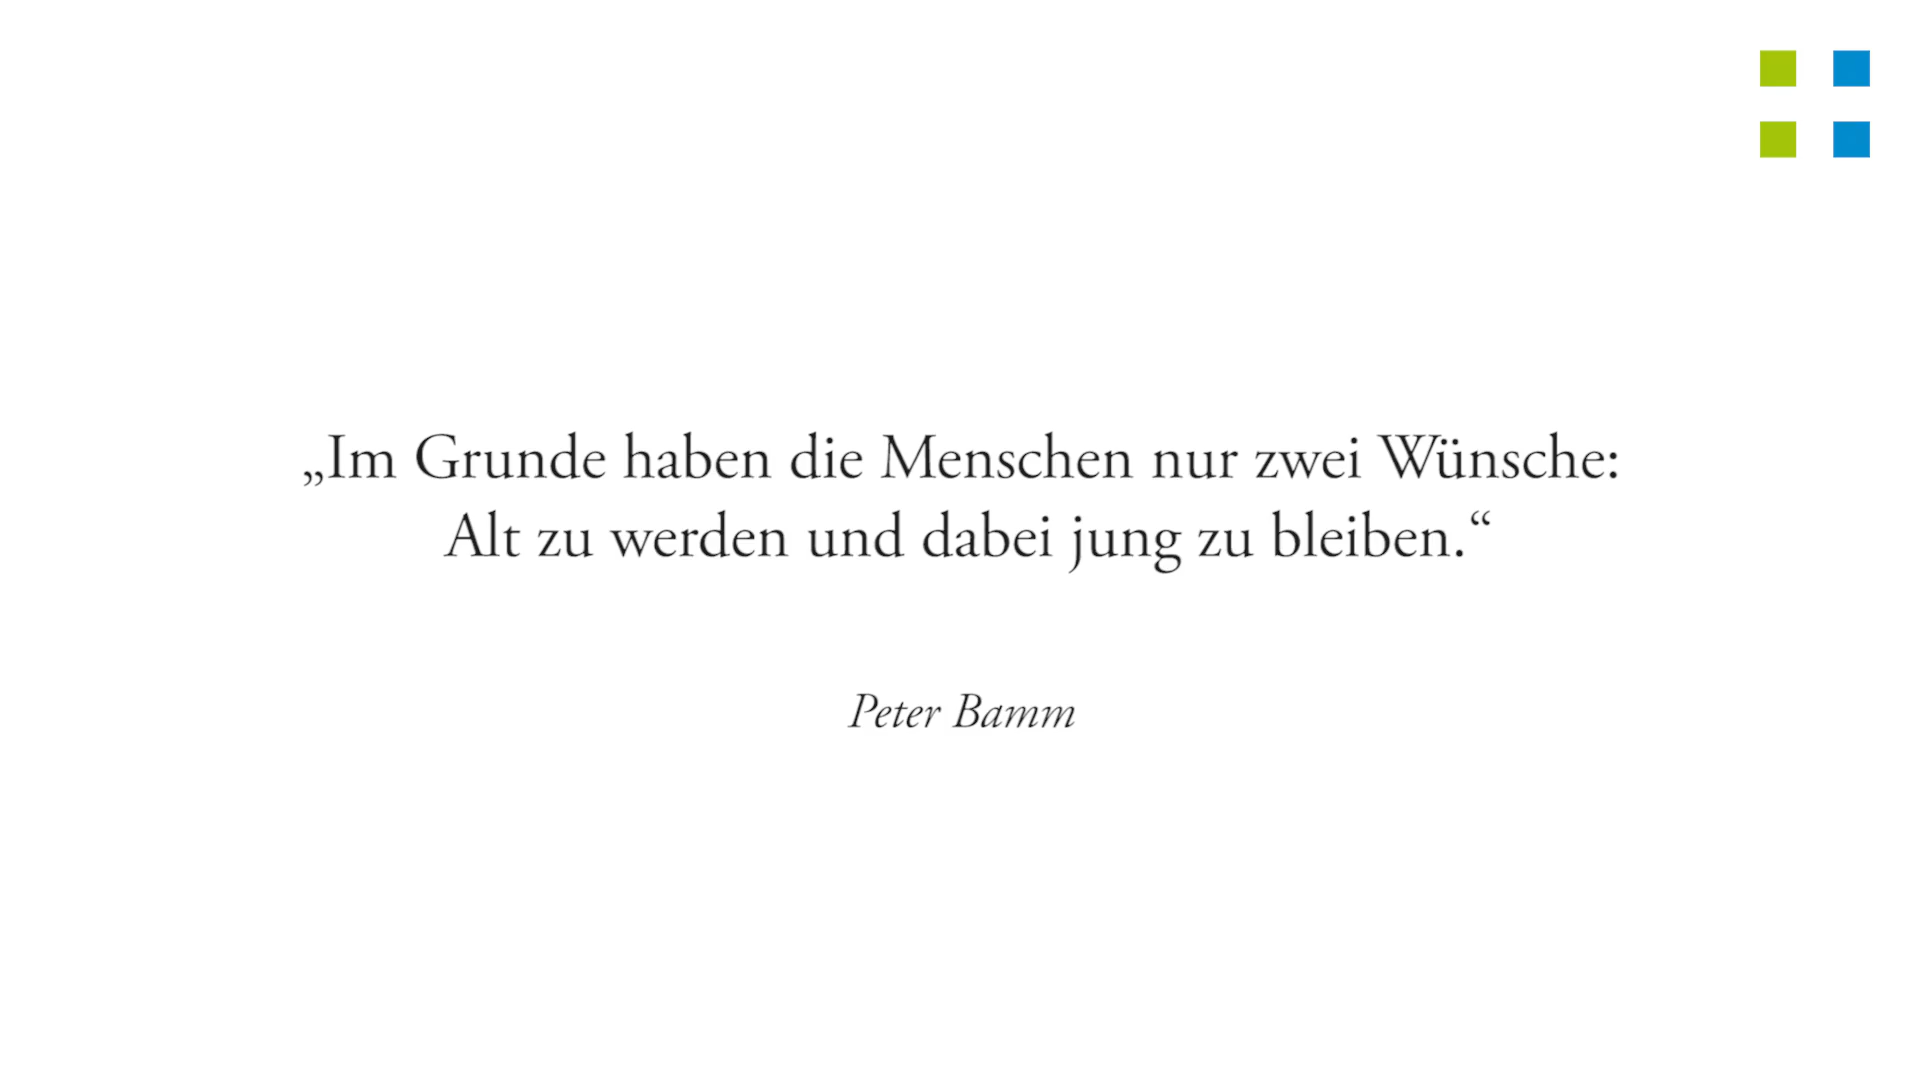 „Im Grunde haben die Menschen nur zwei Wünsche:
Alt zu werden und dabei jung zu bleiben.“
Peter Bamm